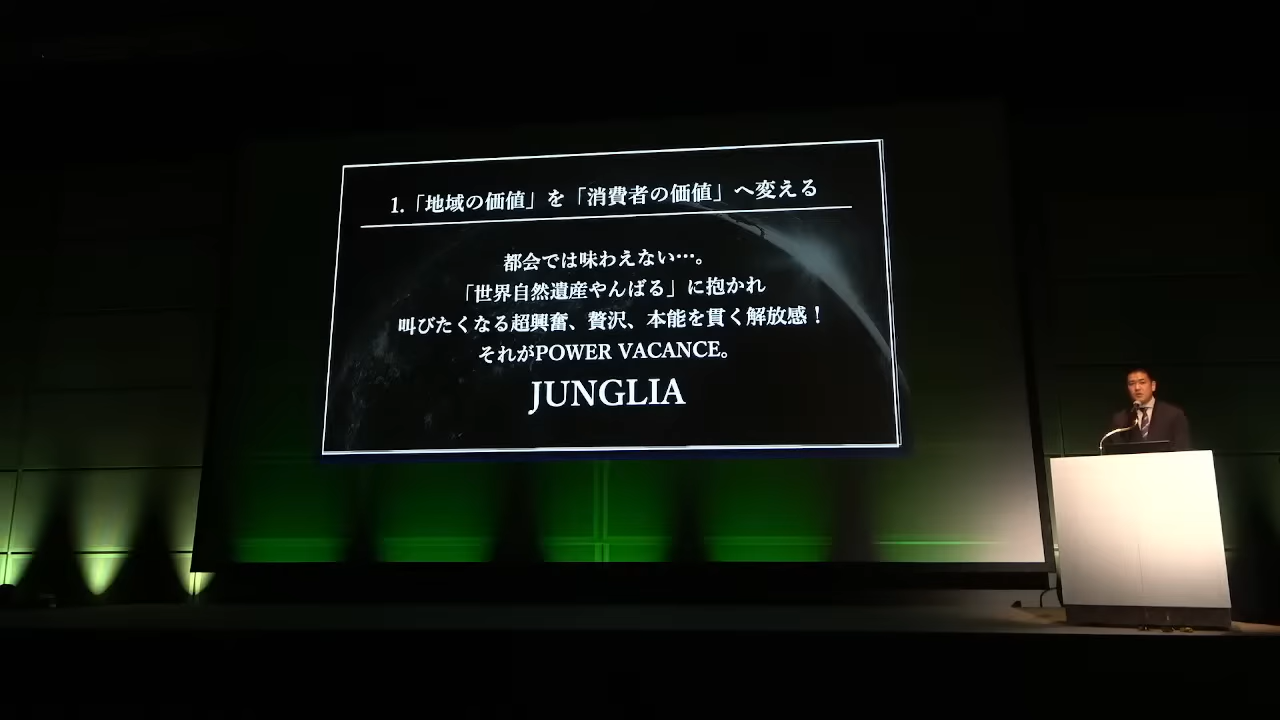 1.「地域の価値」を「消費者の価値」へ変える
都会では味わえない…。
「世界自然遺産やんばる」に抱かれ
叫びたくなる超興奮、贅沢、本能を貫く解放感！
それがPOWER VACANCE。
JUNGLIA